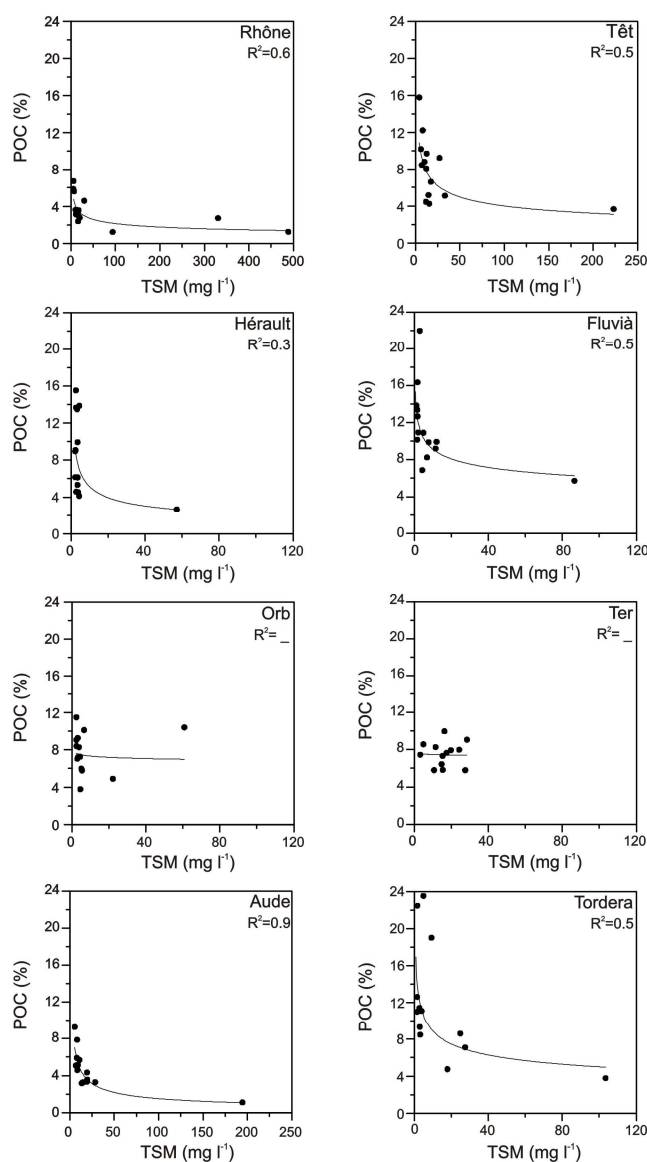 Rhône
R²=0.6
POC (%)
24
20
16
12
8
4
0
0 100 200 300 400 500
TSM (mg l⁻¹)
Têt
R²=0.5
POC (%)
24
20
16
12
8
4
0
0 50 100 150 200 250
TSM (mg l⁻¹)
Hérault
R²=0.3
POC (%)
24
20
16
12
8
4
0
0 40 80 120
TSM (mg l⁻¹)
Fluvià
R²=0.5
POC (%)
24
20
16
12
8
4
0
0 40 80 120
TSM (mg l⁻¹)
Orb
R²= _
POC (%)
24
20
16
12
8
4
0
0 40 80 120
TSM (mg l⁻¹)
Ter
R²= _
POC (%)
24
20
16
12
8
4
0
0 40 80 120
TSM (mg l⁻¹)
Aude
R²=0.9
POC (%)
24
20
16
12
8
4
0
0 50 100 150 200 250
TSM (mg l⁻¹)
Tordera
R²=0.5
POC (%)
24
20
16
12
8
4
0
0 40 80 120
TSM (mg l⁻¹)